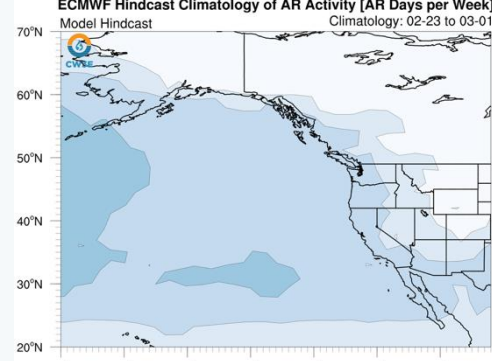 ECMWF Hindcast Climatology of AR Activity [AR Days per Week]
Model Hindcast
Climatology: 02-23 to 03-01
70°N
CW3E
60°N
50°N
40°N
30°N
20°N